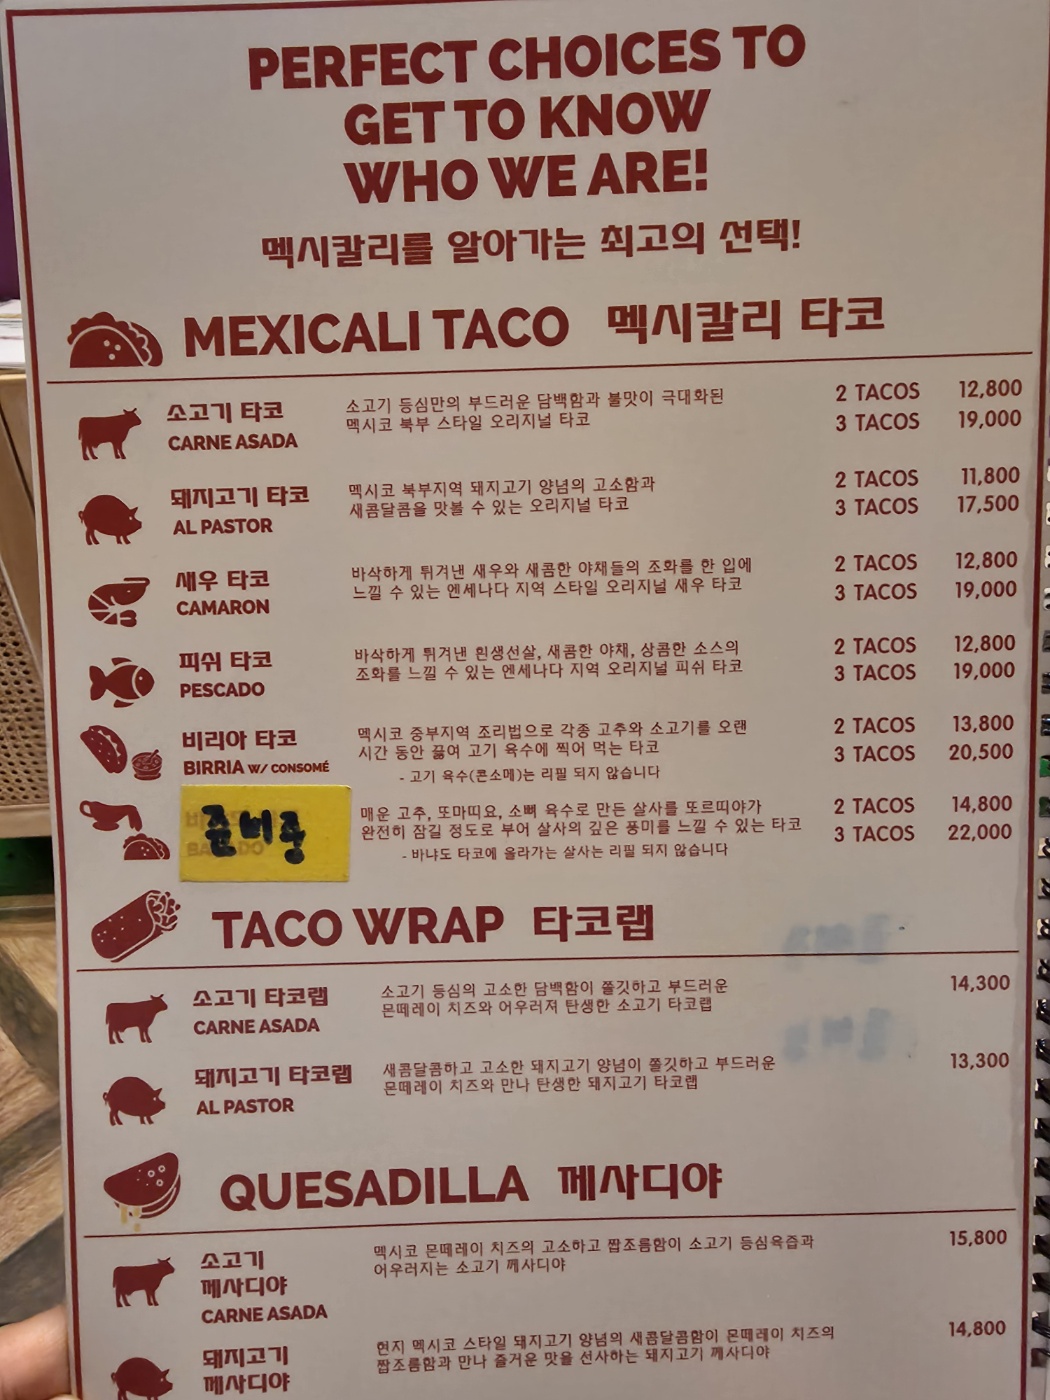 PERFECT CHOICES TO
GET TO KNOW
WHO WE ARE!
멕시칼리를 알아가는 최고의 선택!
MEXICALI TACO 멕시칼리 타코
소고기 타코
CARNE ASADA
소고기 등심만의 부드러운 담백함과 불맛이 극대화된
멕시코 북부 스타일 오리지널 타코
2 TACOS 12,800
3 TACOS 19,000
돼지고기 타코
AL PASTOR
멕시코 북부지역 돼지고기 양념의 고소함과
새콤달콤을 맛볼 수 있는 오리지널 타코
2 TACOS 11,800
3 TACOS 17,500
새우 타코
CAMARON
바삭하게 튀겨낸 새우와 새콤한 야채들의 조화를 한 입에
느낄 수 있는 엔세나다 지역 스타일 오리지널 새우 타코
2 TACOS 12,800
3 TACOS 19,000
피쉬 타코
PESCADO
바삭하게 튀겨낸 흰생선살, 새콤한 야채, 상콤한 소스의
조화를 느낄 수 있는 엔세나다 지역 오리지널 피쉬 타코
2 TACOS 12,800
3 TACOS 19,000
비리아 타코
BIRRIA W/ CONSOMÉ
멕시코 중부지역 조리법으로 각종 고추와 소고기를 오랜
시간 동안 끓여 고기 육수에 찍어 먹는 타코
- 고기 육수(콘소메)는 리필 되지 않습니다
2 TACOS 13,800
3 TACOS 20,500
준비중
매운 고추, 또마띠요, 소뼈 육수로 만든 살사를 또르띠야가
완전히 잠길 정도로 부어 살사의 깊은 풍미를 느낄 수 있는 타코
- 바냐도 타코에 올라가는 살사는 리필 되지 않습니다
2 TACOS 14,800
3 TACOS 22,000
TACO WRAP 타코랩
소고기 타코랩
CARNE ASADA
소고기 등심의 고소한 담백함이 쫄깃하고 부드러운
몬떼레이 치즈와 어우러져 탄생한 소고기 타코랩
14,300
돼지고기 타코랩
AL PASTOR
새콤달콤하고 고소한 돼지고기 양념이 쫄깃하고 부드러운
몬떼레이 치즈와 만나 탄생한 돼지고기 타코랩
13,300
QUESADILLA 께사디야
소고기
께사디야
CARNE ASADA
멕시코 몬떼레이 치즈의 고소하고 짭조름함이 소고기 등심육즙과
어우러지는 소고기 께사디야
15,800
돼지고기
께사디야
현지 멕시코 스타일 돼지고기 양념의 새콤달콤함이 몬떼레이 치즈의
짭조름함과 만나 즐거운 맛을 선사하는 돼지고기 께사디야
14,800